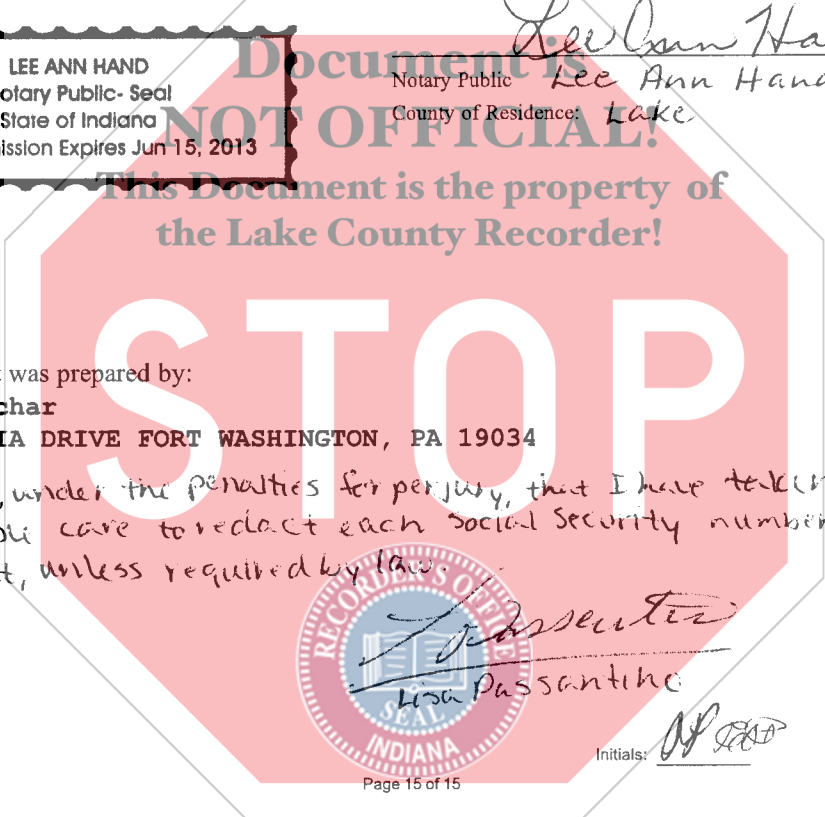 Lee Ann Ha
LEE ANN HAND
otary Public- Seal
State of Indiana
ission Expires Jun 15, 2013
Notary Public Lee Ann Hand
County of Residence: Lake
Document is
NOT OFFICIAL!
This Document is the property of
the Lake County Recorder!
STOP
t was prepared by:
char
IA DRIVE FORT WASHINGTON, PA 19034
, under the penalties for perjury, that I have taken
ble care to redact each Social Security number
t, unless required by law.
Lisa Passantino
RECORDER'S OFFICE
SEAL
INDIANA
Initials:
Page 15 of 15